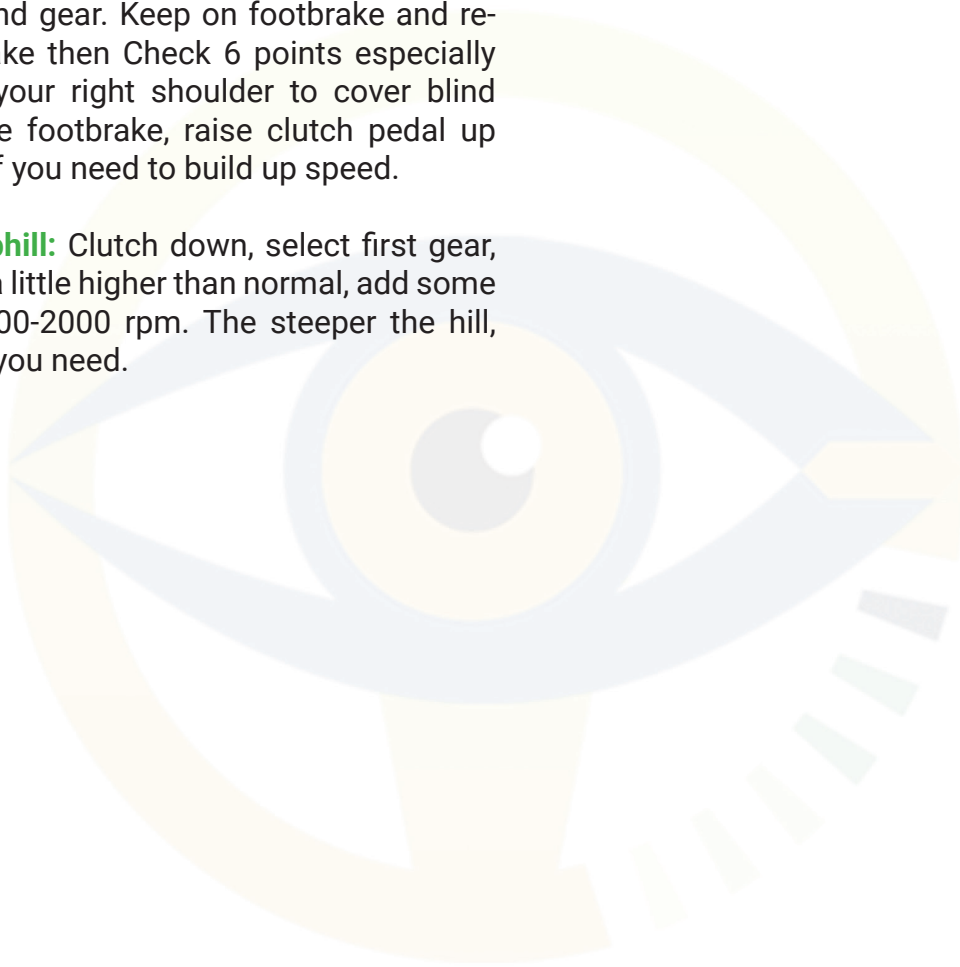 nd gear. Keep on footbrake and re-
ke then Check 6 points especially
your right shoulder to cover blind
e footbrake, raise clutch pedal up
f you need to build up speed.
phill: Clutch down, select first gear,
a little higher than normal, add some
00-2000 rpm. The steeper the hill,
you need.